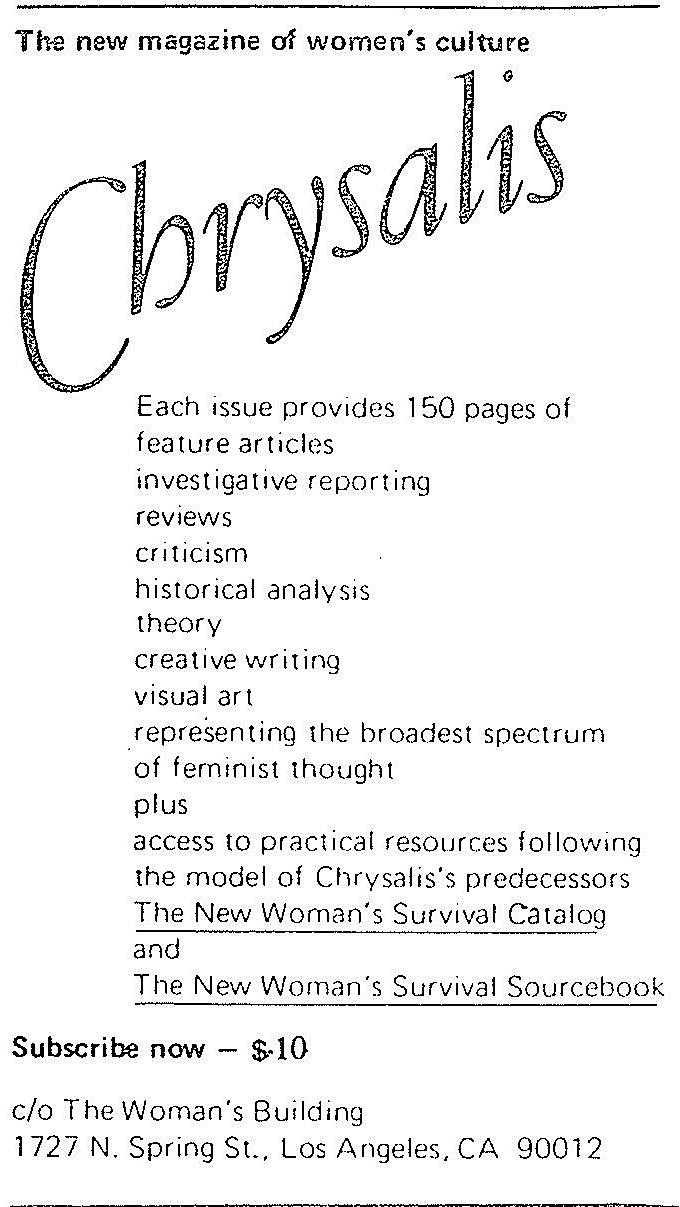 The new magazine of women's culture
Chrysalis
Each issue provides 150 pages of
feature articles
investigative reporting
reviews
criticism
historical analysis
theory
creative writing
visual art
representing the broadest spectrum
of feminist thought
plus
access to practical resources following
the model of Chrysalis's predecessors
The New Woman's Survival Catalog
and
The New Woman's Survival Sourcebook
Subscribe now — $10
c/o The Woman's Building
1727 N. Spring St., Los Angeles, CA 90012